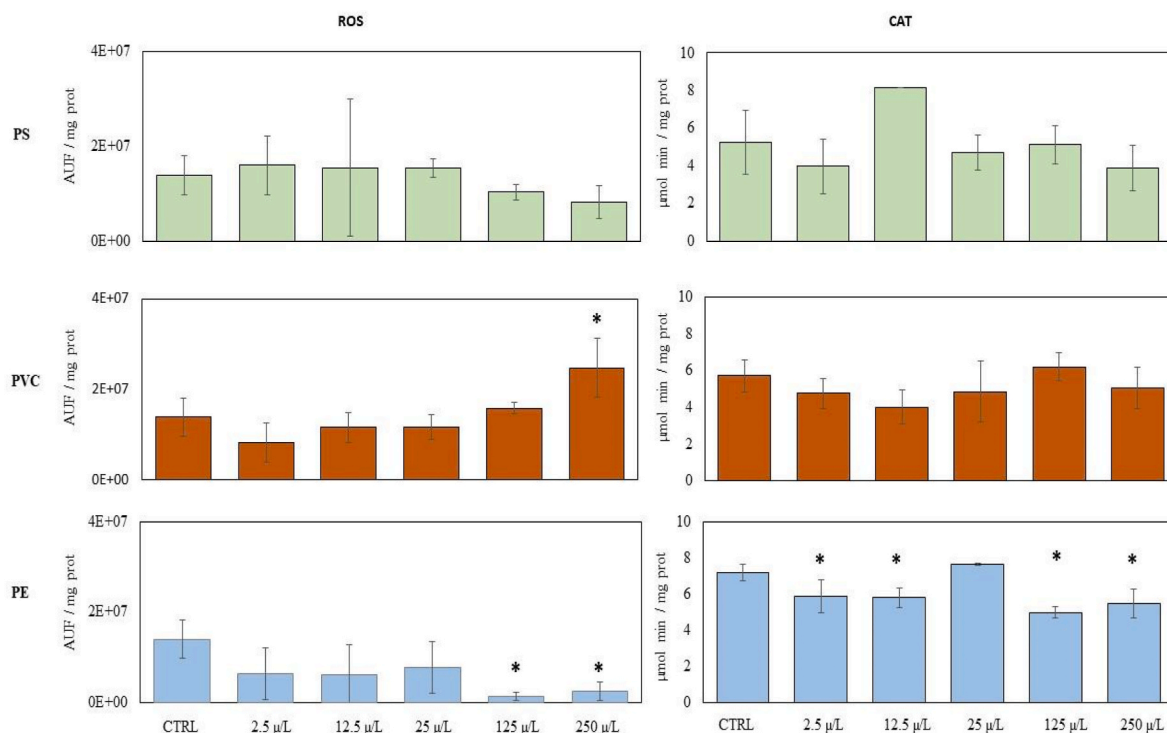 ROS CAT
PS
AUF / mg prot
4E+07
2E+07
0E+00
μmol min / mg prot
10
8
6
4
2
0
PVC
AUF / mg prot
4E+07
2E+07
0E+00
*
μmol min / mg prot
10
8
6
4
2
0
PE
AUF / mg prot
4E+07
2E+07
0E+00
* *
μmol min / mg prot
10
8
6
4
2
0
* * * *
CTRL 2.5 μ/L 12.5 μ/L 25 μ/L 125 μ/L 250 μ/L
CTRL 2.5 μ/L 12.5 μ/L 25 μ/L 125 μ/L 250 μ/L